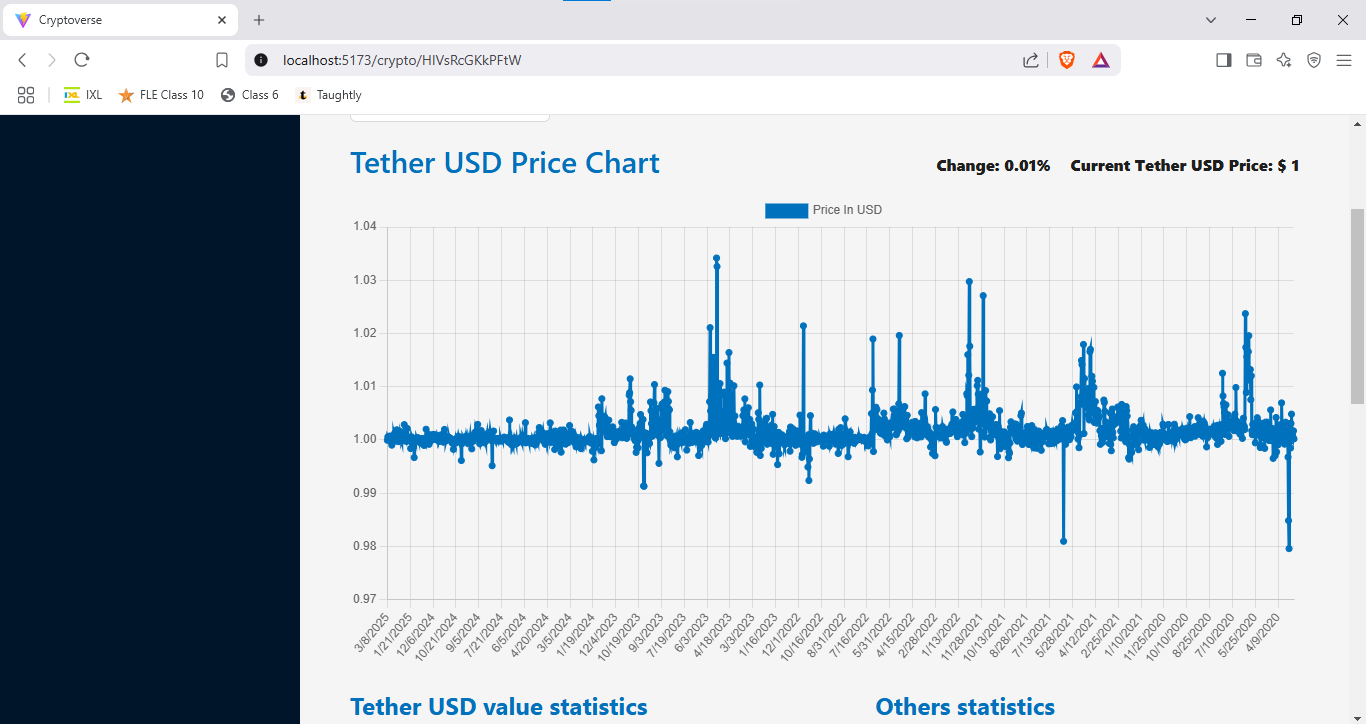 Cryptoverse
localhost:5173/crypto/HIVsRcGKkPFtW
IXL IXL FLE Class 10 Class 6 t Taughtly
Tether USD Price Chart
Change: 0.01% Current Tether USD Price: $ 1
Price In USD
1.04
1.03
1.02
1.01
1.00
0.99
0.98
0.97
3/8/2025 1/21/2025 12/6/2024 10/21/2024 9/5/2024 7/21/2024 6/5/2024 4/20/2024 3/5/2024 1/19/2024 12/4/2023 10/19/2023 9/3/2023 7/19/2023 6/3/2023 4/18/2023 3/3/2023 1/16/2023 12/1/2022 10/16/2022 8/31/2022 7/16/2022 5/31/2022 4/15/2022 2/28/2022 1/13/2022 11/28/2021 10/13/2021 8/28/2021 7/13/2021 5/28/2021 4/12/2021 2/25/2021 1/10/2021 11/25/2020 10/10/2020 8/25/2020 7/10/2020 5/25/2020 4/9/2020
Tether USD value statistics Others statistics